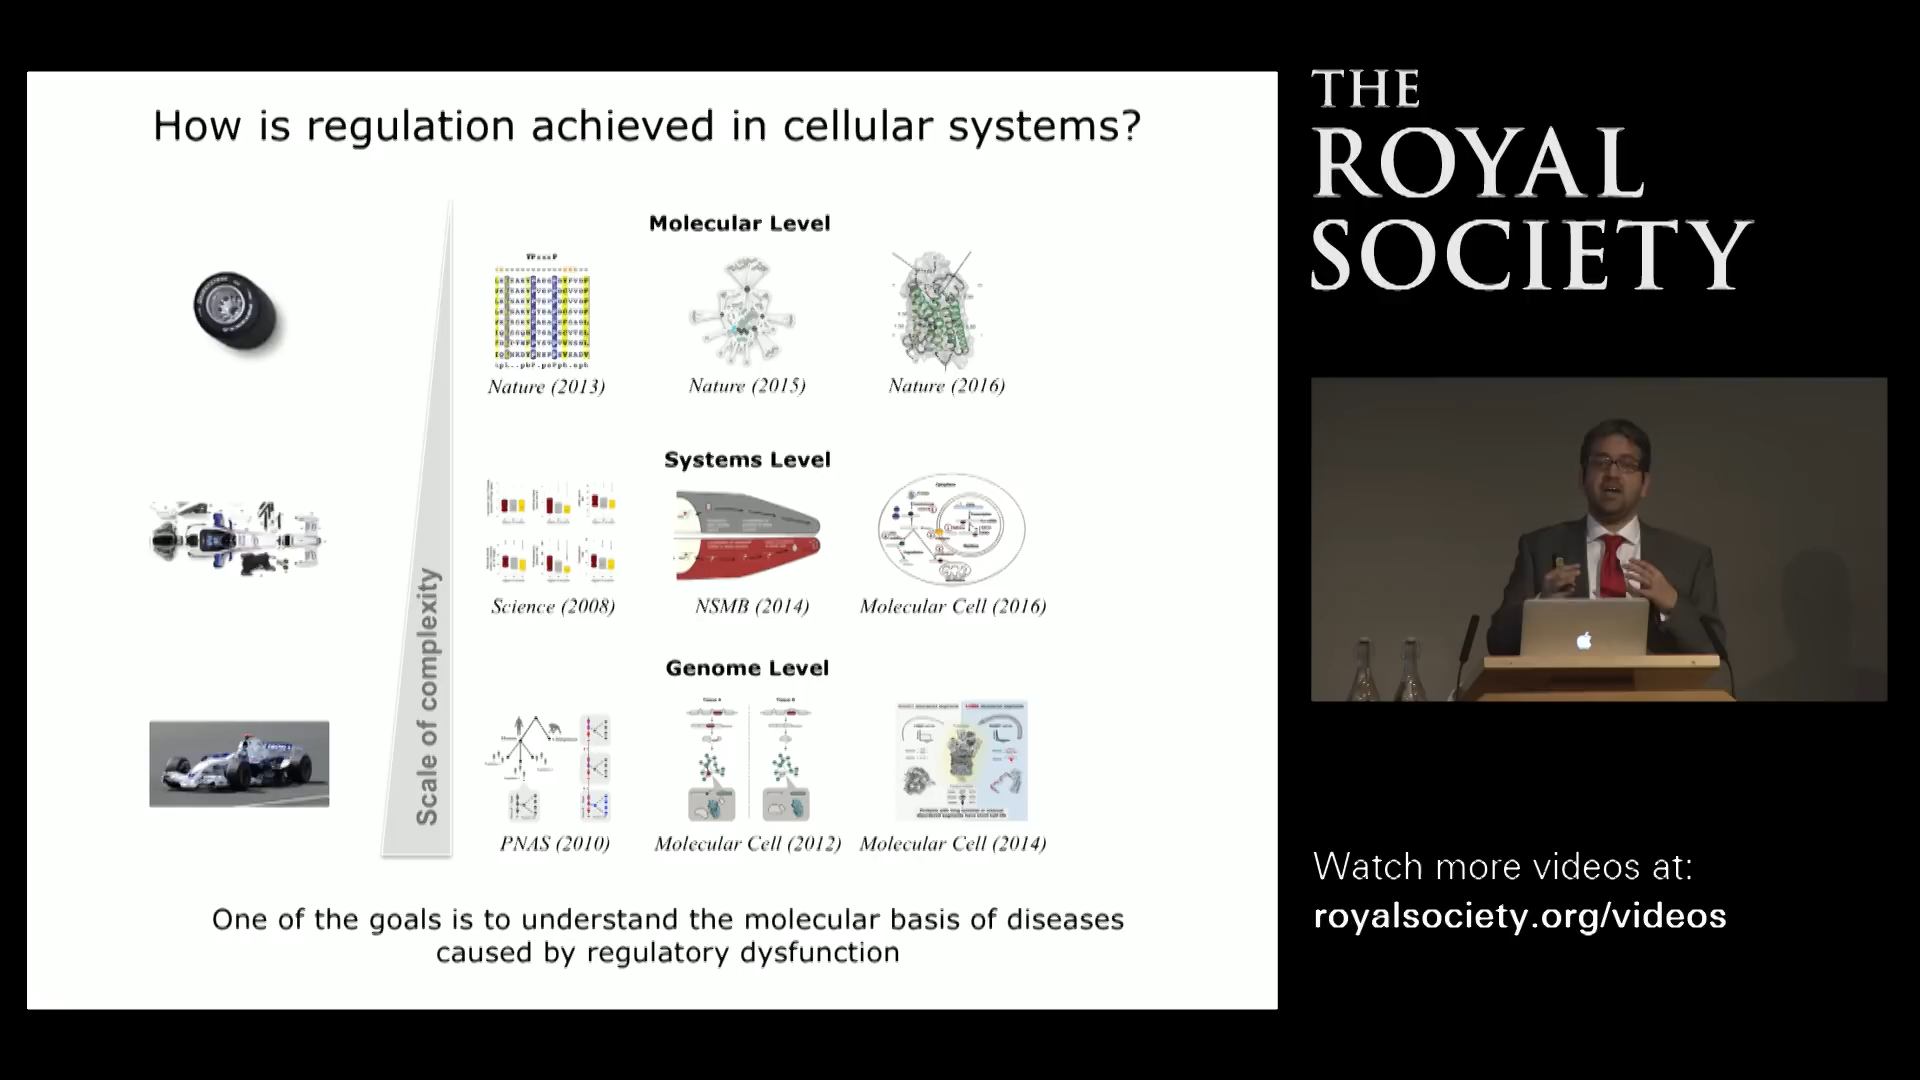 How is regulation achieved in cellular systems?
Molecular Level
Nature (2013)
Nature (2015)
Nature (2016)
Systems Level
Science (2008)
NSMB (2014)
Molecular Cell (2016)
Genome Level
PNAS (2010)
Molecular Cell (2012)
Molecular Cell (2014)
Scale of complexity
One of the goals is to understand the molecular basis of diseases
caused by regulatory dysfunction
THE
ROYAL
SOCIETY
Watch more videos at:
royalsociety.org/videos